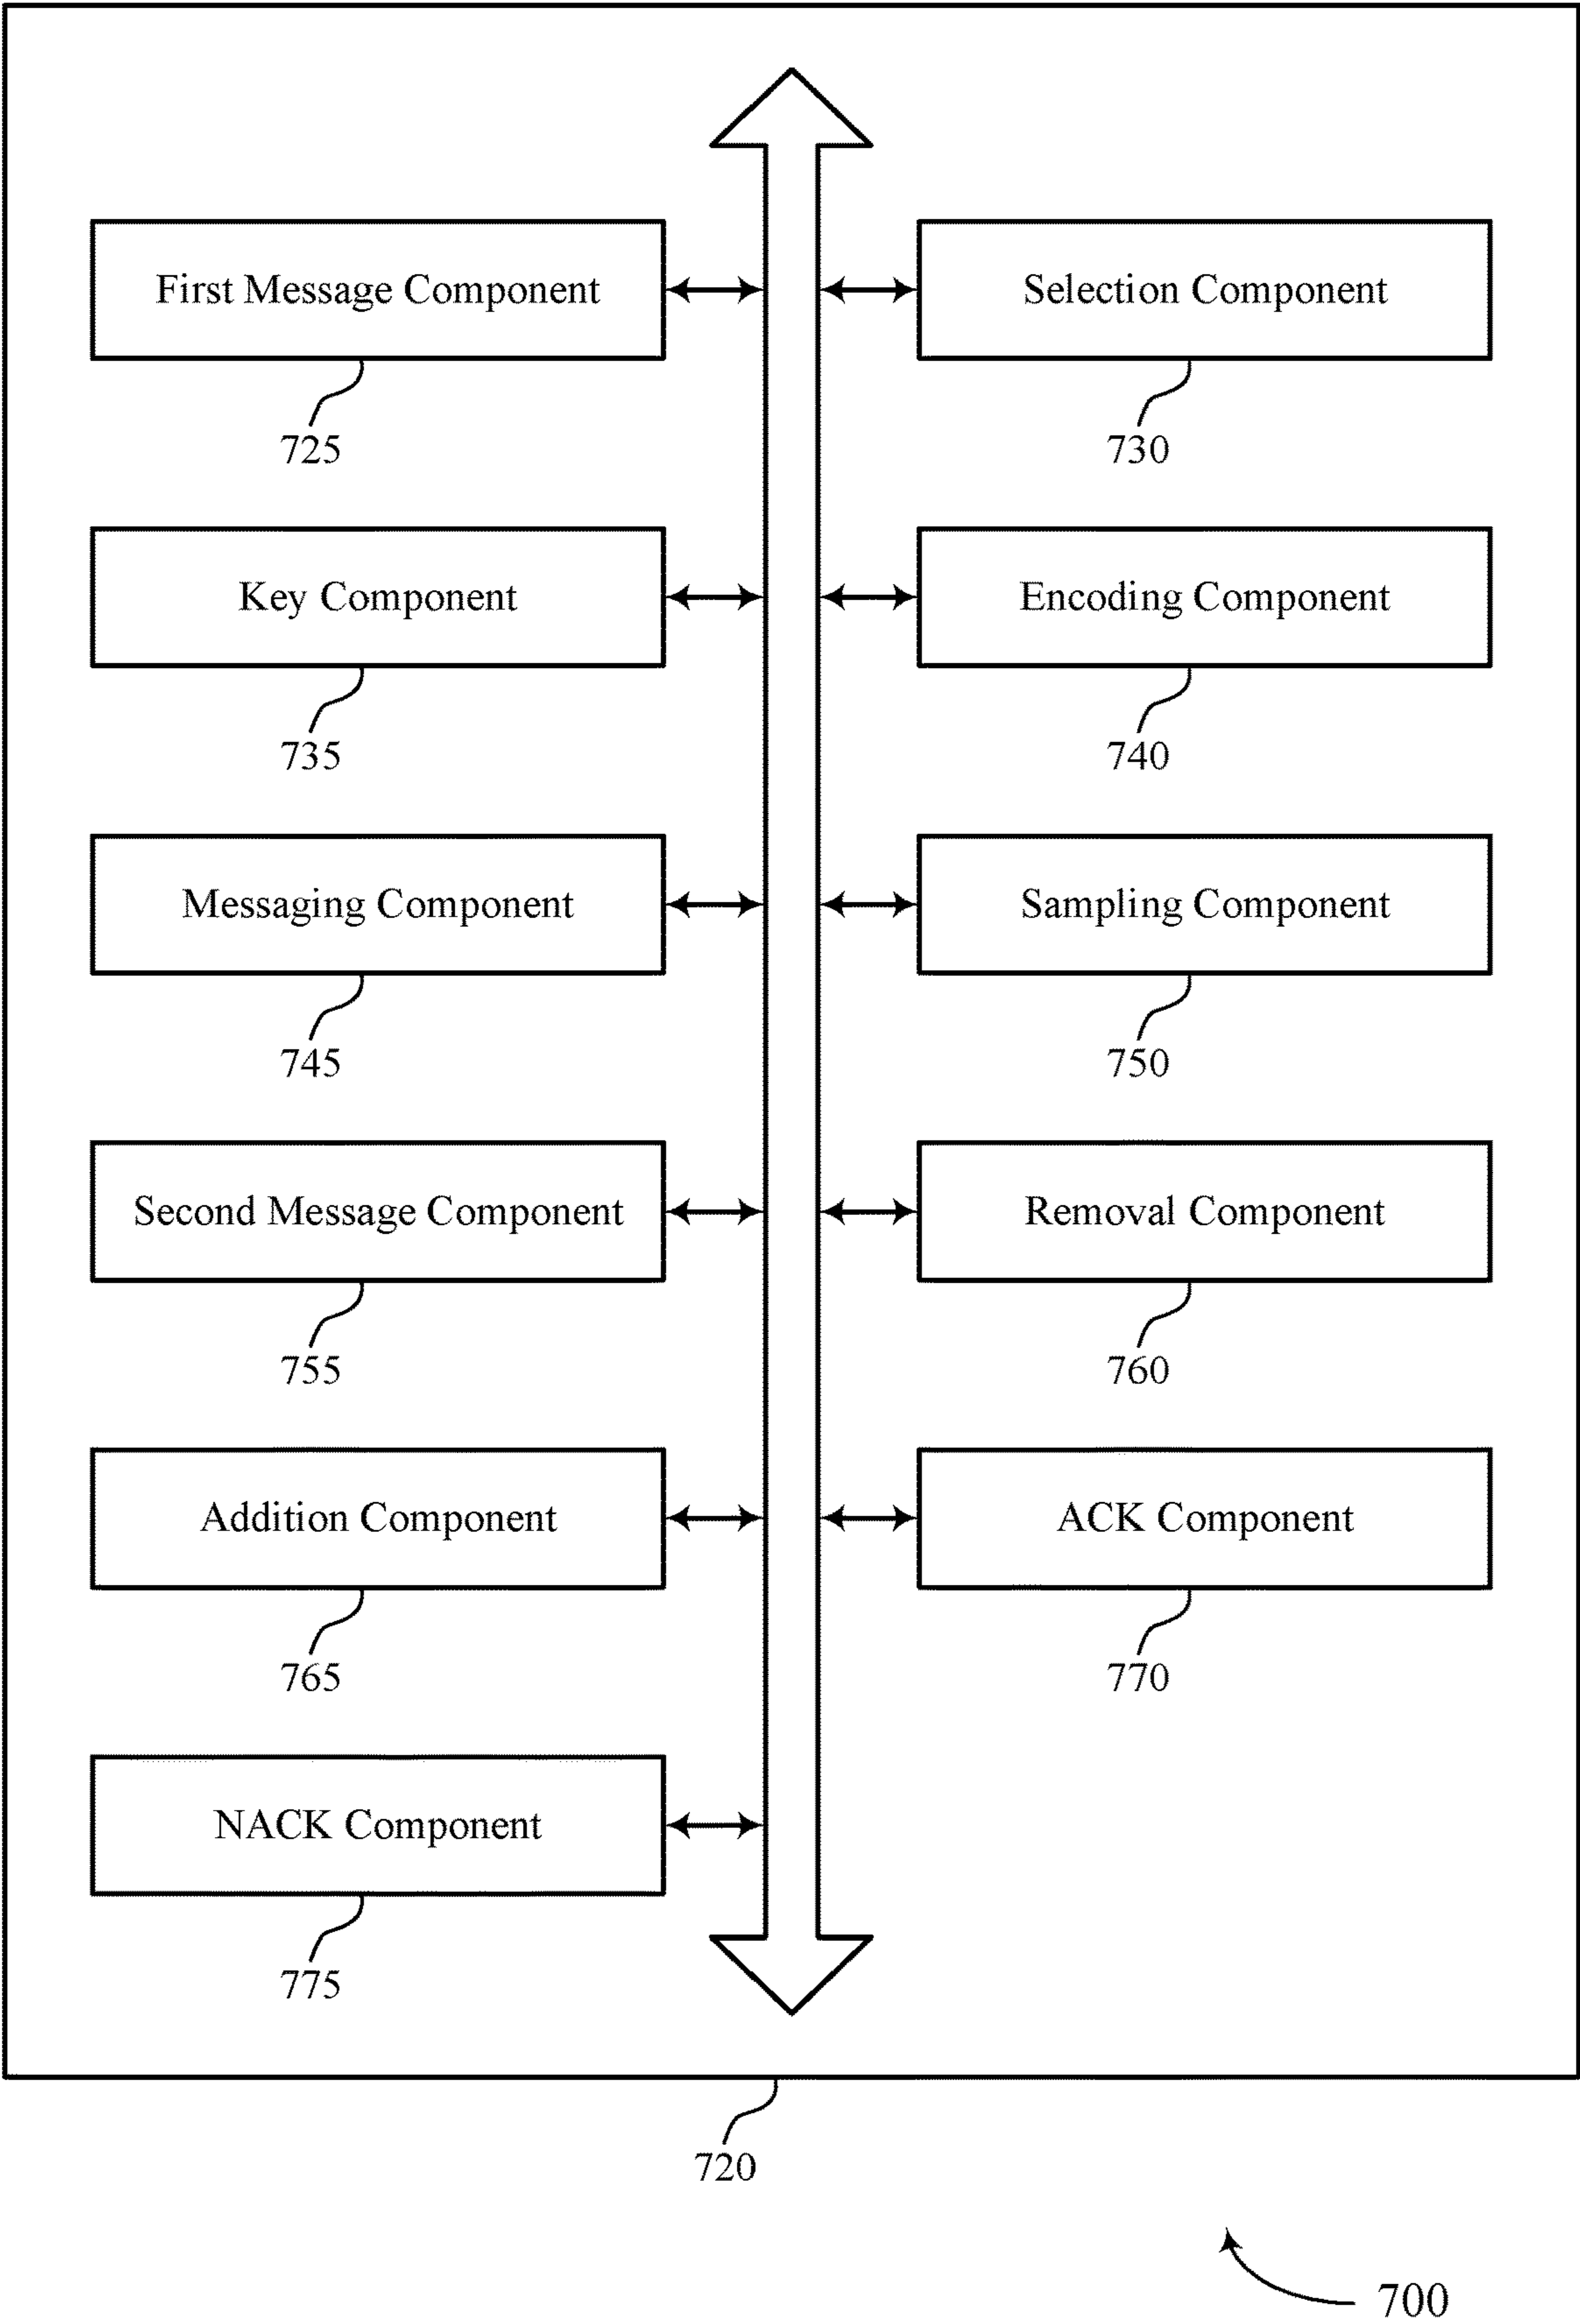 First Message Component
Selection Component
725
730
Key Component
Encoding Component
735
740
Messaging Component
Sampling Component
745
750
Second Message Component
Removal Component
755
760
Addition Component
ACK Component
765
770
NACK Component
775
720
700